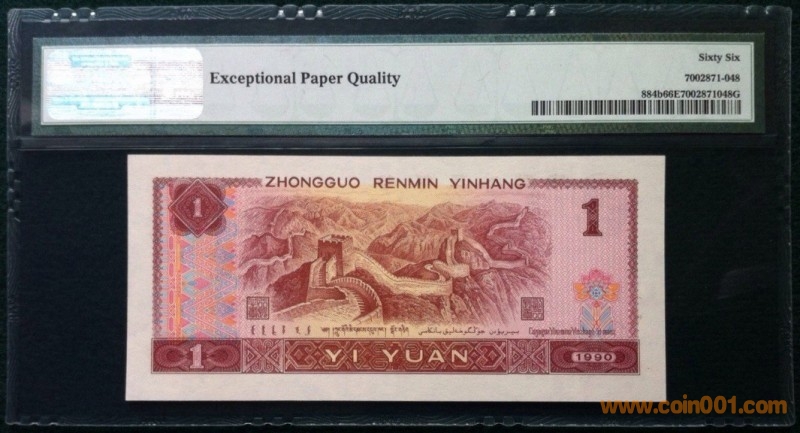 Exceptional Paper Quality
Sixty Six
7002871-048
884b66E7002871048G
ZHONGGUO RENMIN YINHANG
1
1
1
YI YUAN
1990
www.coin001.com